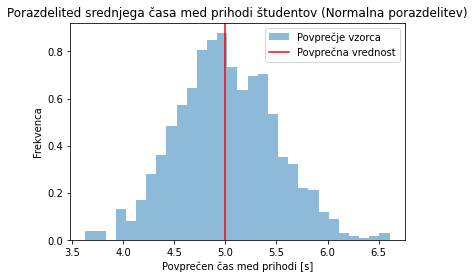 Porazdelited srednjega časa med prihodi študentov (Normalna porazdelitev)
Povprečje vzorca
Povprečna vrednost
Frekvenca
0.8
0.6
0.4
0.2
0.0
3.5 4.0 4.5 5.0 5.5 6.0 6.5
Povprečen čas med prihodi [s]